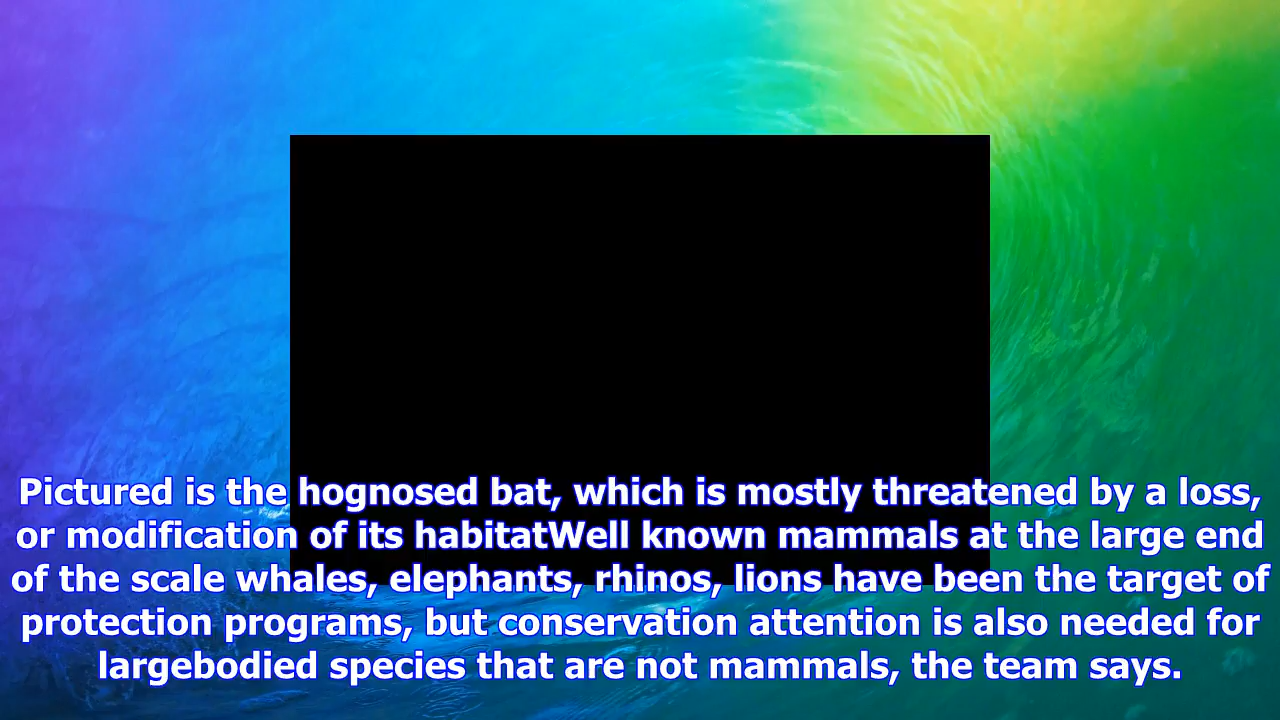 Pictured is the hognosed bat, which is mostly threatened by a loss,
or modification of its habitatWell known mammals at the large end
of the scale whales, elephants, rhinos, lions have been the target of
protection programs, but conservation attention is also needed for
largebodied species that are not mammals, the team says.